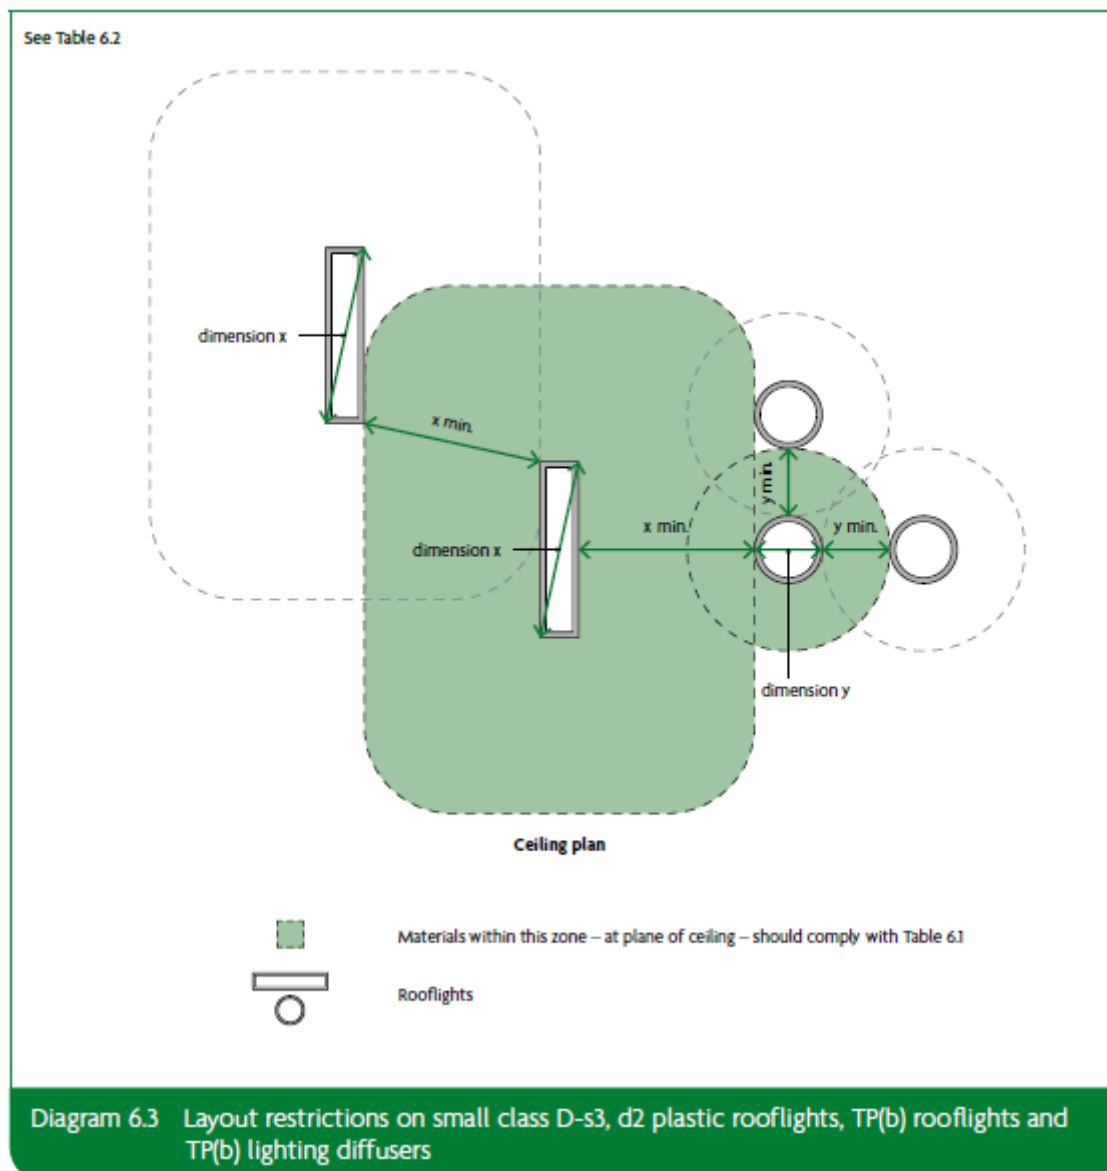 See Table 6.2
dimension x
x min.
y min.
x min.
y min.
dimension x
dimension y
Ceiling plan
Materials within this zone – at plane of ceiling – should comply with Table 6.1
Rooflights
Diagram 6.3 Layout restrictions on small class D-s3, d2 plastic rooflights, TP(b) rooflights and
TP(b) lighting diffusers